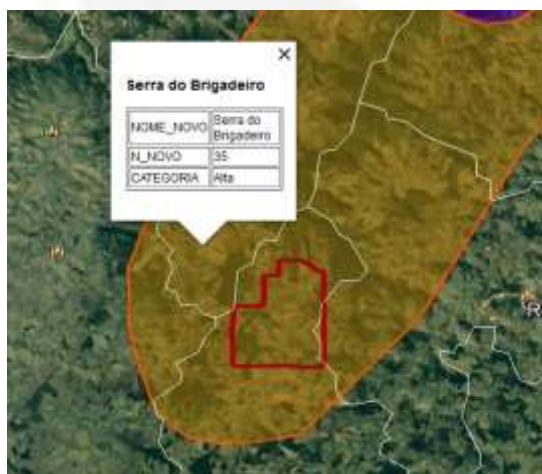 Serra do Brigadeiro
NOME_NOVO Serra do
Brigadeiro
N_NOVO 35
CATEGORIA Alta
R